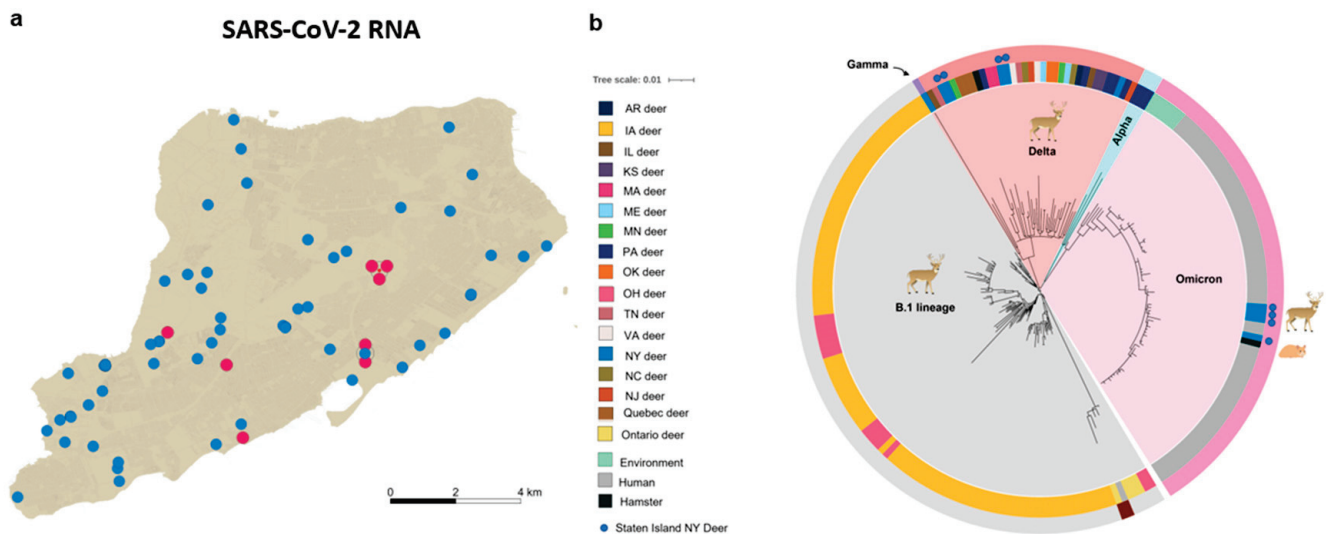 a
SARS-CoV-2 RNA
0 2 4 km
b
Tree scale: 0.01
AR deer
IA deer
IL deer
KS deer
MA deer
ME deer
MN deer
PA deer
OK deer
OH deer
TN deer
VA deer
NY deer
NC deer
NJ deer
Quebec deer
Ontario deer
Environment
Human
Hamster
Staten Island NY Deer
Gamma
Delta
Alpha
Omicron
B.1 lineage